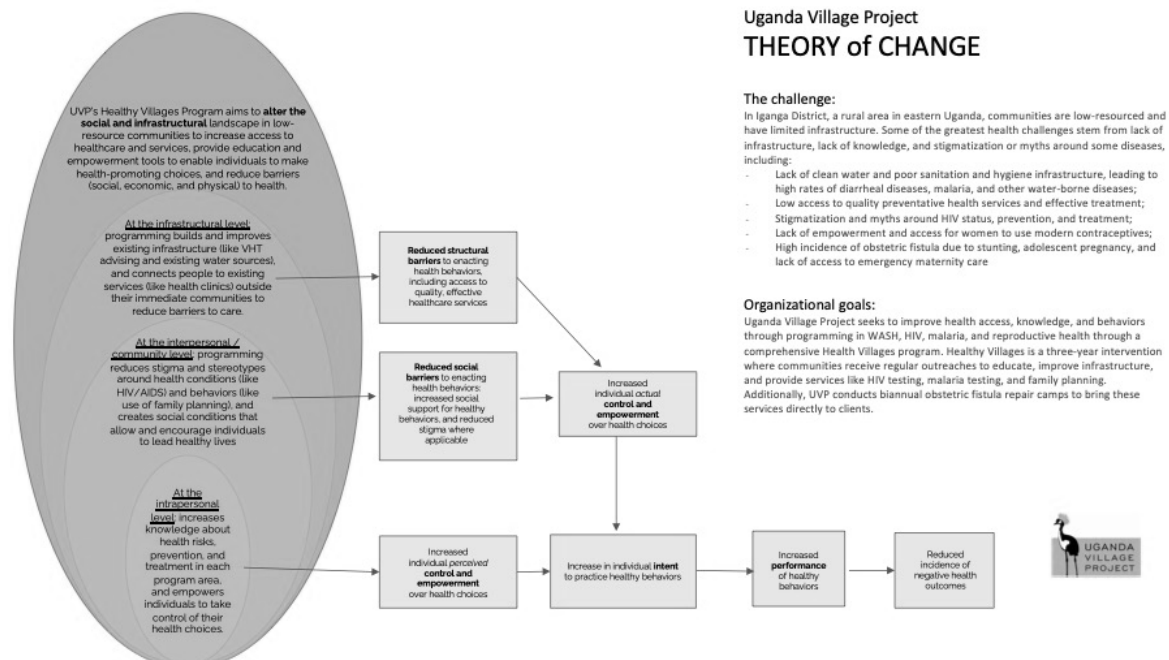 UVP's Healthy Villages Program aims to alter the
social and infrastructural landscape in low-
resource communities to increase access to
healthcare and services, provide education and
empowerment tools to enable individuals to make
health-promoting choices, and reduce barriers
(social, economic, and physical) to health.
At the infrastructural level:
programming builds and improves
existing infrastructure (like VHT
advising and existing water sources),
and connects people to existing
services (like health clinics) outside
their immediate communities to
reduce barriers to care.
At the interpersonal /
community level: programming
reduces stigma and stereotypes
around health conditions (like
HIV/AIDS) and behaviors (like
use of family planning), and
creates social conditions that
allow and encourage individuals
to lead healthy lives
At the
intrapersonal
level: increases
knowledge about
health risks,
prevention, and
treatment in each
program area,
and empowers
individuals to take
control of their
health choices.
Reduced structural
barriers to enacting
health behaviors,
including access to
quality, effective
healthcare services
Reduced social
barriers to enacting
health behaviors:
increased social
support for healthy
behaviors, and reduced
stigma where
applicable
Increased
individual actual
control and
empowerment
over health choices
Increased
individual perceived
control and
empowerment
over health choices
Increase in individual intent
to practice healthy behaviors
Increased
performance
of healthy
behaviors
Reduced
incidence of
negative health
outcomes
Uganda Village Project
THEORY of CHANGE
The challenge:
In Iganga District, a rural area in eastern Uganda, communities are low-resourced and
have limited infrastructure. Some of the greatest health challenges stem from lack of
infrastructure, lack of knowledge, and stigmatization or myths around some diseases,
including:
- Lack of clean water and poor sanitation and hygiene infrastructure, leading to
high rates of diarrheal diseases, malaria, and other water-borne diseases;
- Low access to quality preventative health services and effective treatment;
- Stigmatization and myths around HIV status, prevention, and treatment;
- Lack of empowerment and access for women to use modern contraceptives;
- High incidence of obstetric fistula due to stunting, adolescent pregnancy, and
lack of access to emergency maternity care
Organizational goals:
Uganda Village Project seeks to improve health access, knowledge, and behaviors
through programming in WASH, HIV, malaria, and reproductive health through a
comprehensive Health Villages program. Healthy Villages is a three-year intervention
where communities receive regular outreaches to educate, improve infrastructure,
and provide services like HIV testing, malaria testing, and family planning.
Additionally, UVP conducts biannual obstetric fistula repair camps to bring these
services directly to clients.
UGANDA
VILLAGE
PROJECT